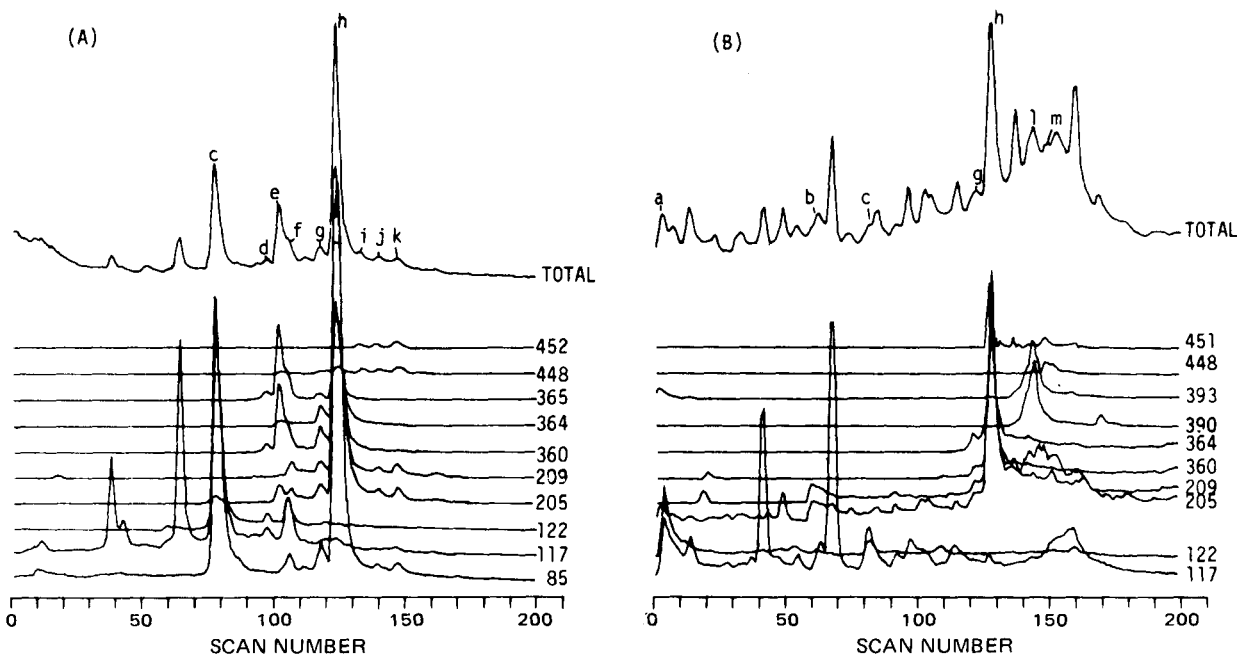 (A)
h
c
e
f
d
g
i
j
k
TOTAL
452
448
365
364
360
209
205
122
117
85
0 50 100 150 200
SCAN NUMBER
(B)
h
l
m
g
a
b
c
TOTAL
451
448
393
390
364
360
209
205
122
117
0 50 100 150 200
SCAN NUMBER